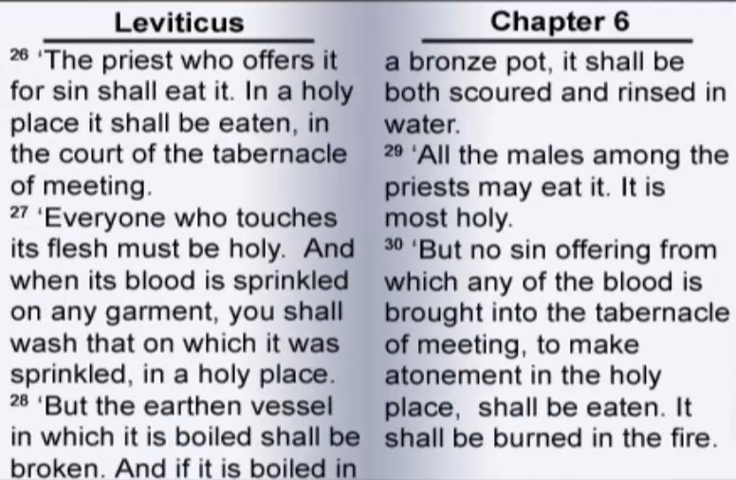 Leviticus
26 'The priest who offers it
for sin shall eat it. In a holy
place it shall be eaten, in
the court of the tabernacle
of meeting.
27 'Everyone who touches
its flesh must be holy. And
when its blood is sprinkled
on any garment, you shall
wash that on which it was
sprinkled, in a holy place.
28 'But the earthen vessel
in which it is boiled shall be
broken. And if it is boiled in
Chapter 6
a bronze pot, it shall be
both scoured and rinsed in
water.
29 'All the males among the
priests may eat it. It is
most holy.
30 'But no sin offering from
which any of the blood is
brought into the tabernacle
of meeting, to make
atonement in the holy
place, shall be eaten. It
shall be burned in the fire.